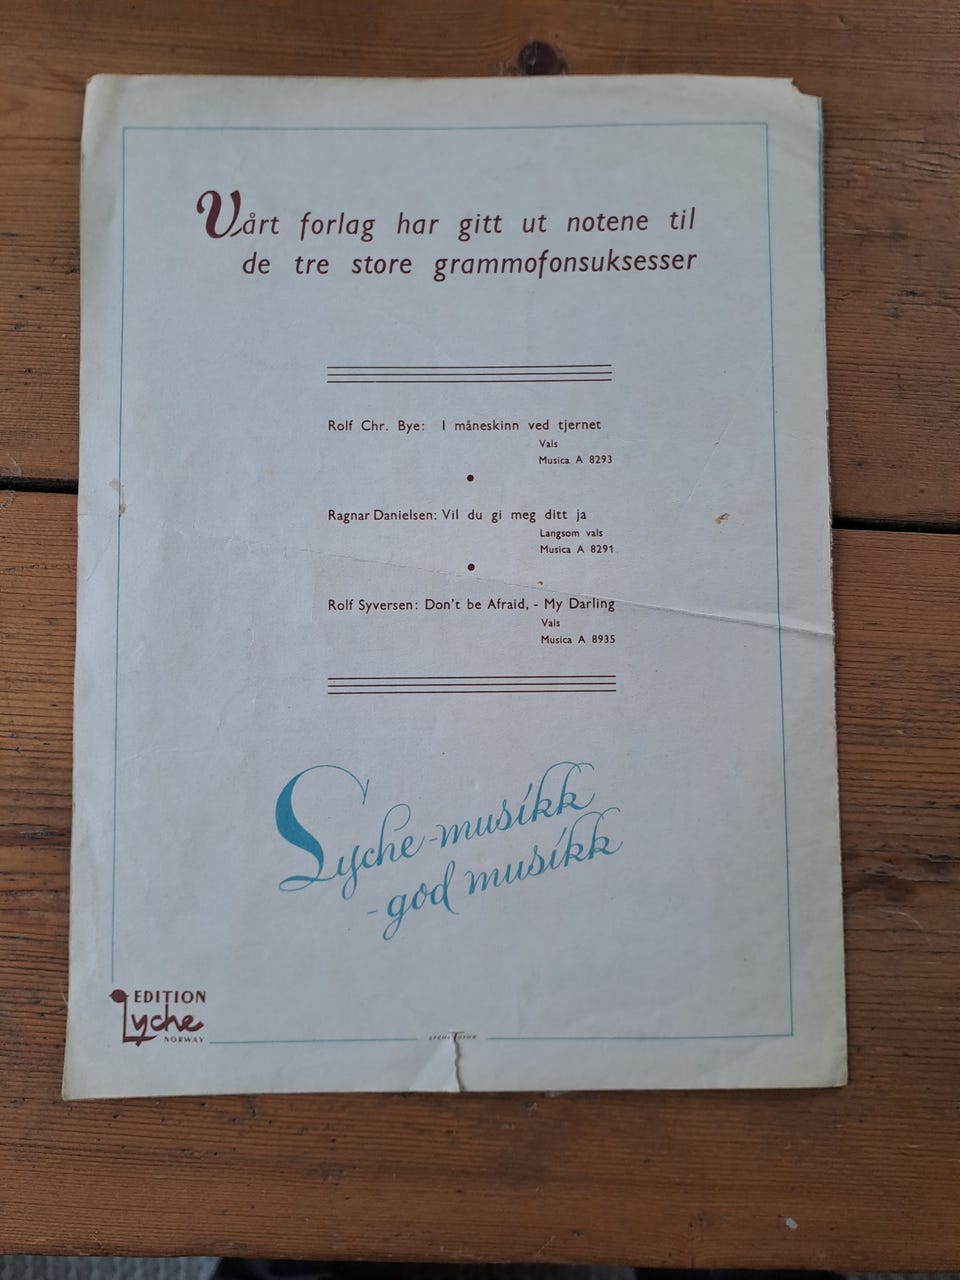 Vårt forlag har gitt ut notene til
de tre store grammofonsuksesser
Rolf Chr. Bye: I måneskinn ved tjernet
Vals
Musica A 8293
Ragnar Danielsen: Vil du gi meg ditt ja
Langsom vals
Musica A 8291
Rolf Syversen: Don't be Afraid, - My Darling
Vals
Musica A 8935
Lyche-musikk
-god musikk
EDITION
Lyche
NORWAY